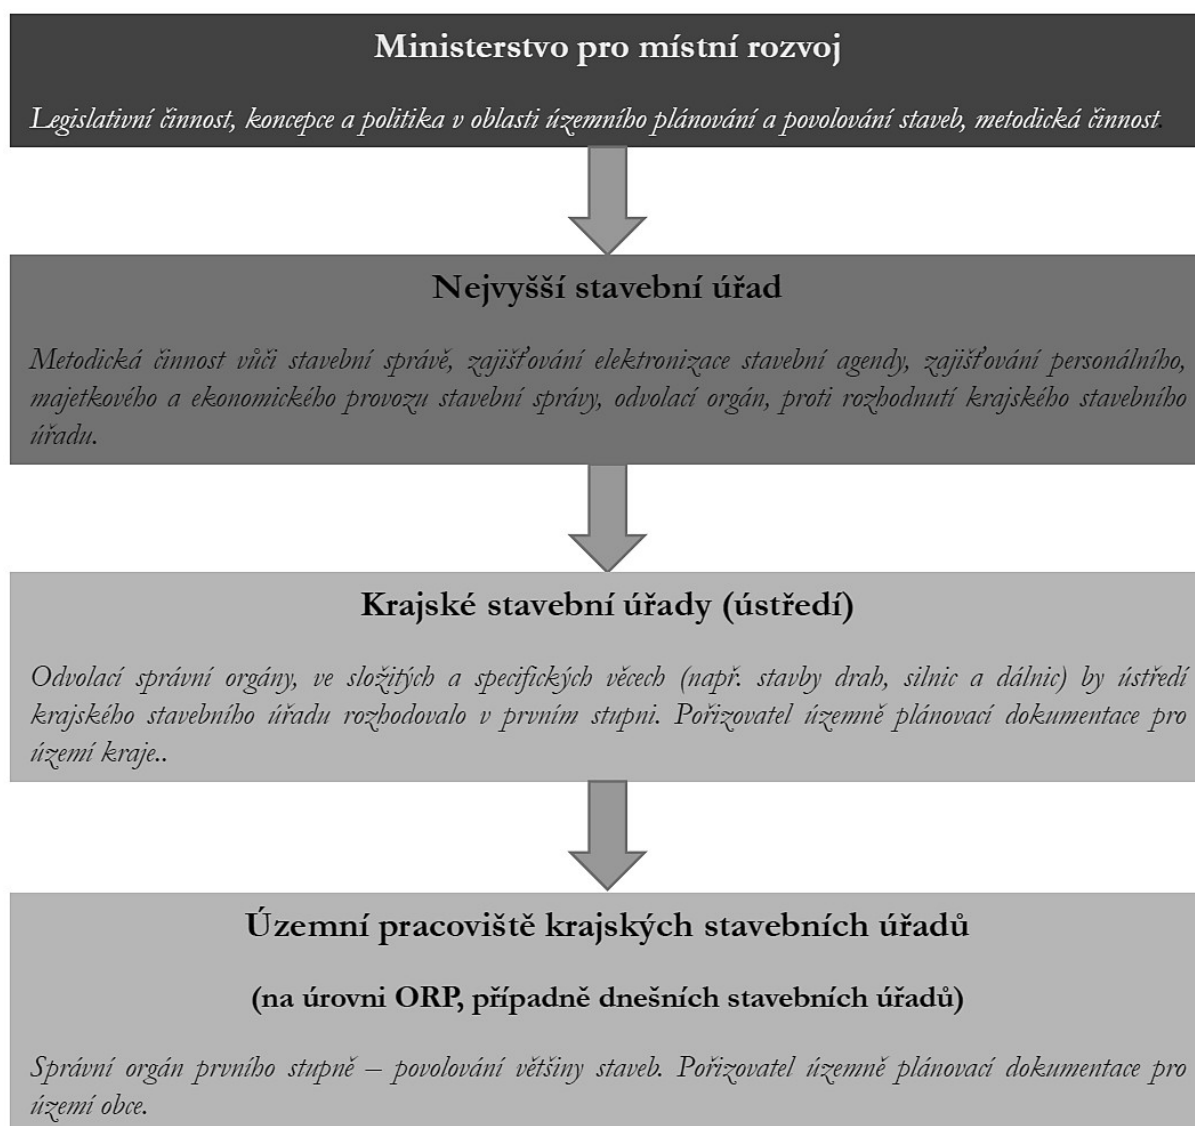 Ministerstvo pro místní rozvoj
Legislativní činnost, koncepce a politika v oblasti územního plánování a povolování staveb, metodická činnost.
Nejvyšší stavební úřad
Metodická činnost vůči stavební správě, zajišťování elektronizace stavební agendy, zajišťování personálního,
majetkového a ekonomického provozu stavební správy, odvolací orgán, proti rozhodnutí krajského stavebního
úřadu.
Krajské stavební úřady (ústředí)
Odvolací správní orgány, ve složitých a specifických věcech (např. stavby drah, silnic a dálnic) by ústředí
krajského stavebního úřadu rozhodovalo v prvním stupni. Pořizovatel územně plánovací dokumentace pro
území kraje..
Územní pracoviště krajských stavebních úřadů
(na úrovni ORP, případně dnešních stavebních úřadů)
Správní orgán prvního stupně – povolování většiny staveb. Pořizovatel územně plánovací dokumentace pro
území obce.